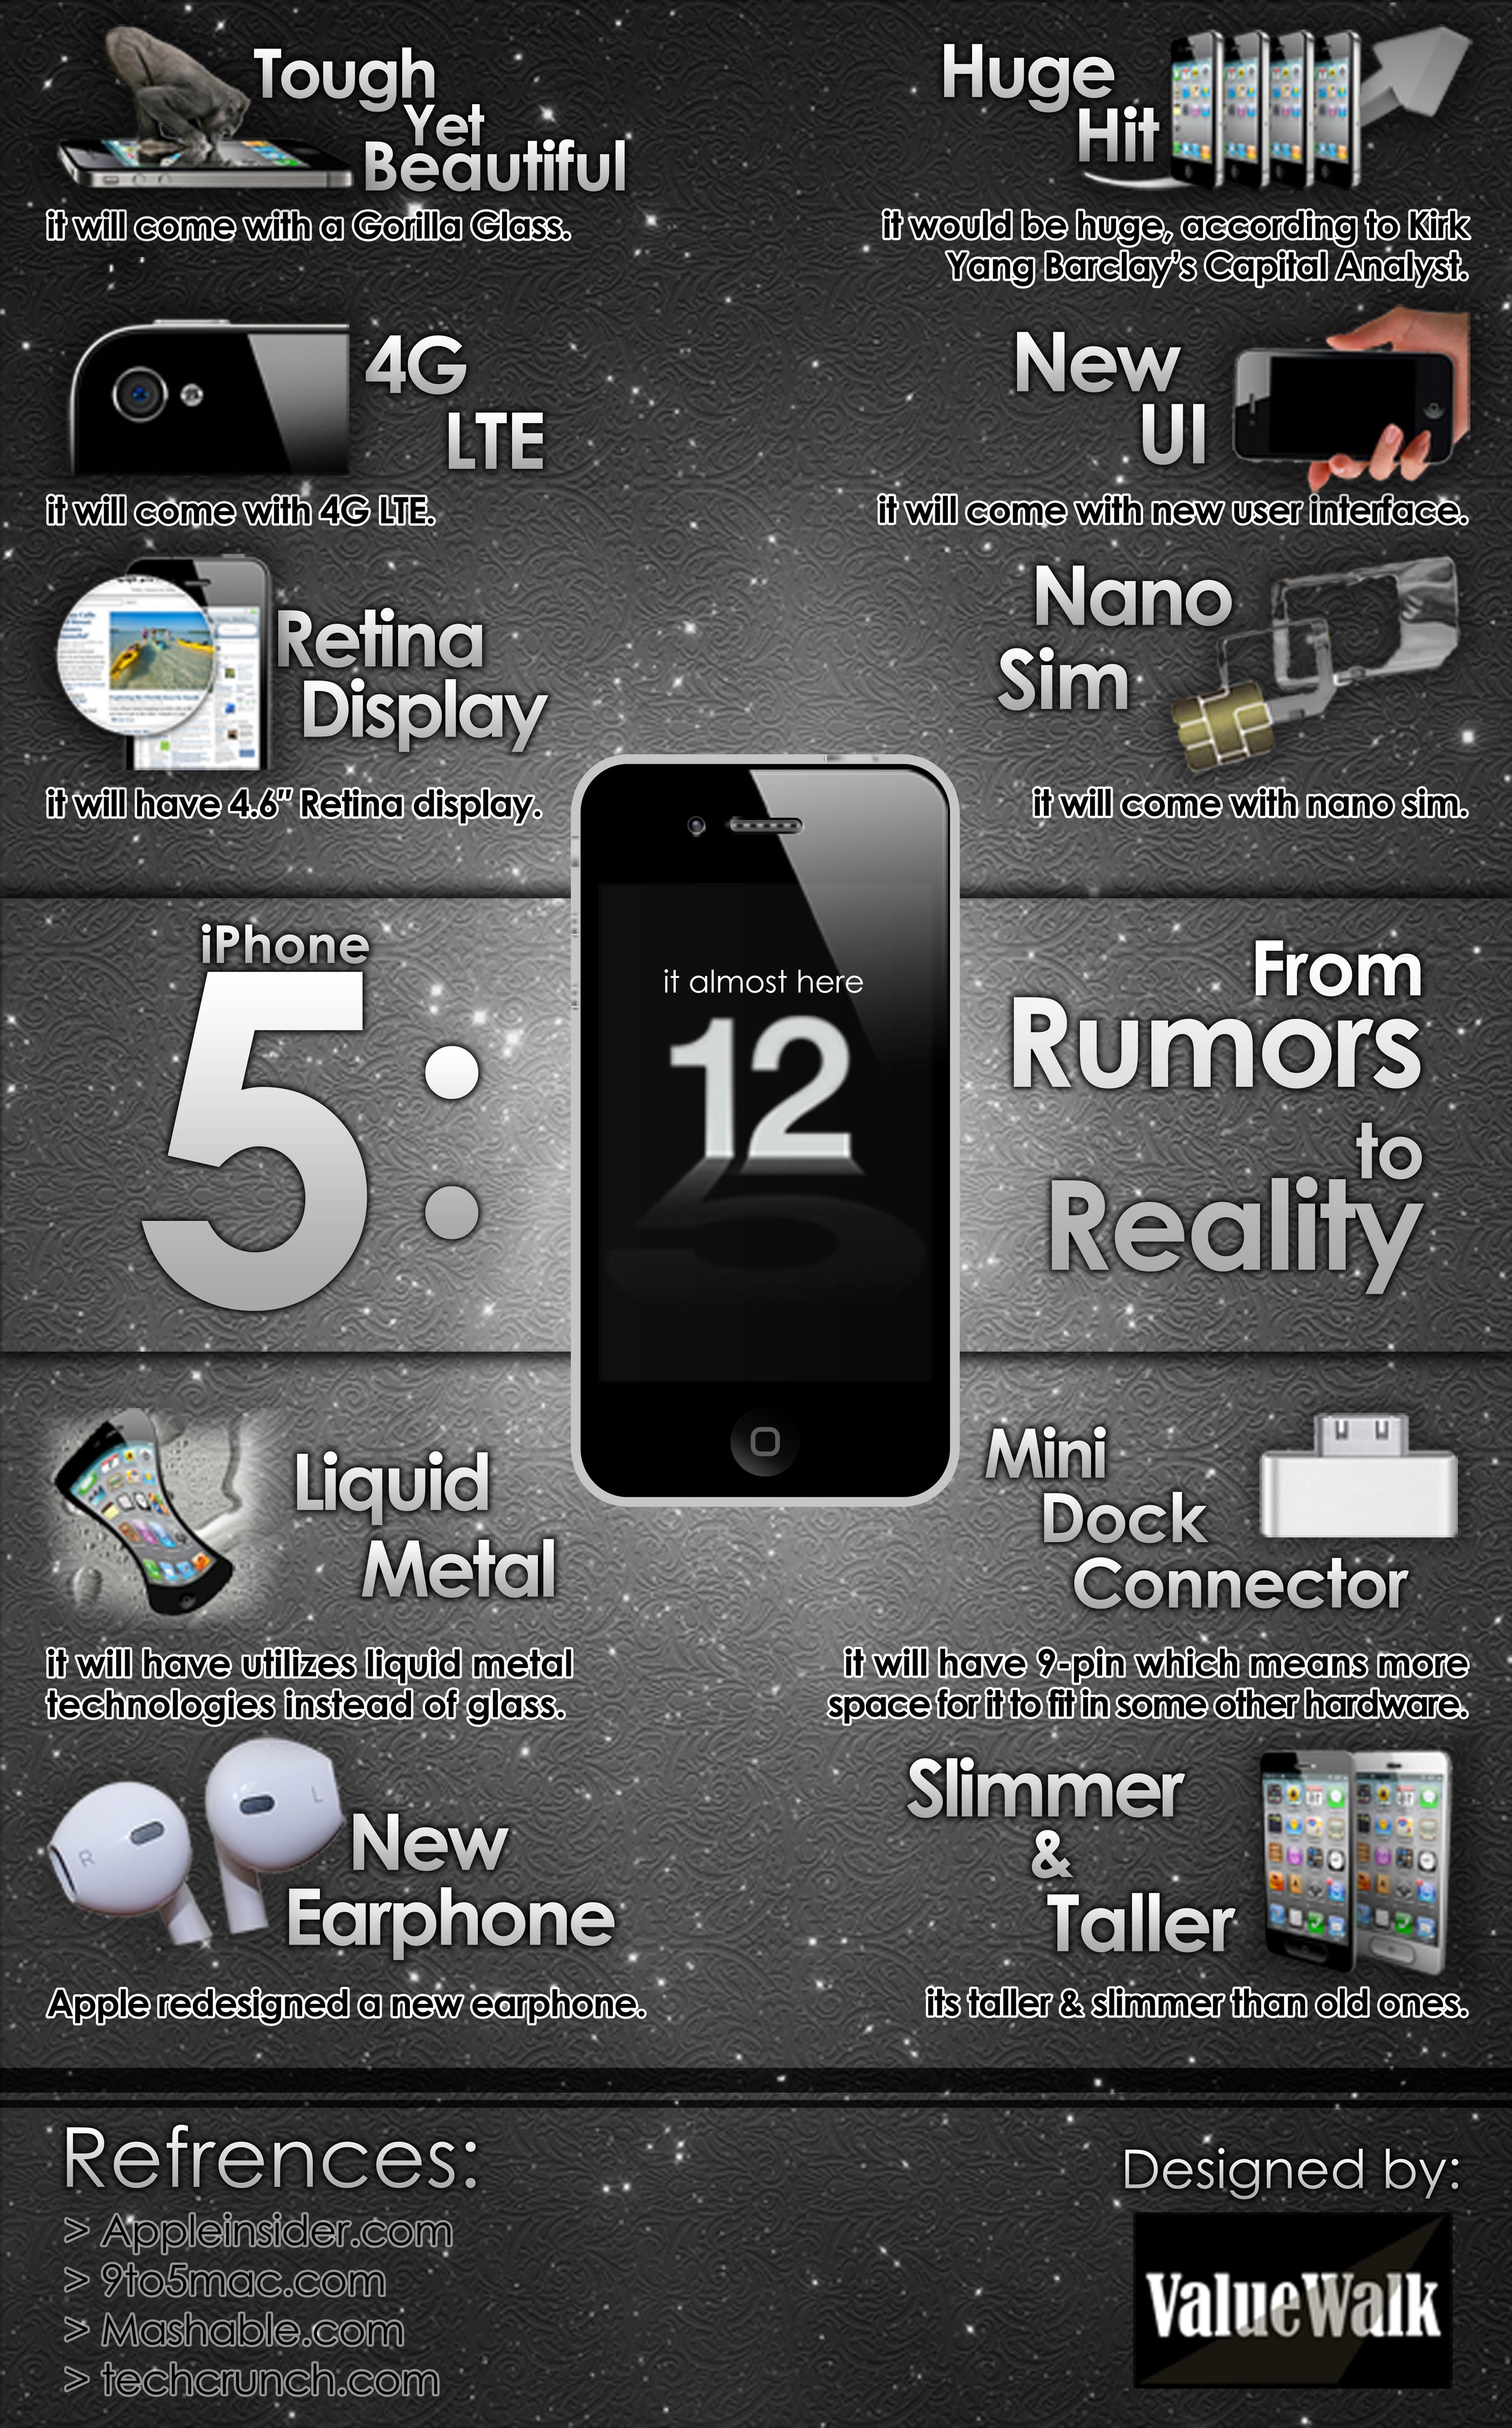 Tough
Yet
Beautiful
it will come with a Gorilla Glass.
Huge
Hit
it would be huge, according to Kirk
Yang Barclay's Capital Analyst.
4G
LTE
it will come with 4G LTE.
New
UI
it will come with new user interface.
Retina
Display
it will have 4.6" Retina display.
Nano
Sim
it will come with nano sim.
iPhone
5:
it almost here
12
5
From
Rumors
to
Reality
Liquid
Metal
it will have utilizes liquid metal
technologies instead of glass.
Mini
Dock
Connector
it will have 9-pin which means more
space for it to fit in some other hardware.
R
L
New
Earphone
Apple redesigned a new earphone.
Slimmer
&
Taller
its taller & slimmer than old ones.
Refrences:
> Appleinsider.com
> 9to5mac.com
> Mashable.com
> techcrunch.com
Designed by:
ValueWalk